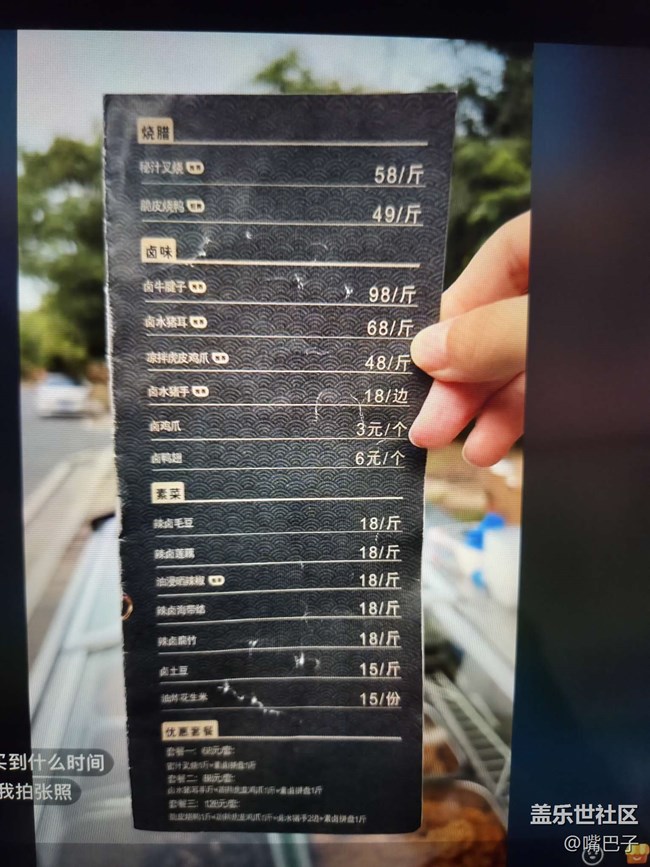 烧腊
秘汁叉烧 58/斤
脆皮烧鸭 49/斤
卤味
卤牛腱子 98/斤
卤水猪耳 68/斤
凉拌虎皮鸡爪 48/斤
卤水猪手 18/边
卤鸡爪 3元/个
卤鸭翅 6元/个
素菜
辣卤毛豆 18/斤
辣卤莲藕 18/斤
油浸晒辣椒 18/斤
辣卤海带结 18/斤
辣卤腐竹 18/斤
卤土豆 15/斤
油炸花生米 15/份
优惠套餐
套餐一：
套餐二：
套餐三：
买到什么时间
我拍张照
盖乐世社区
@嘴巴子